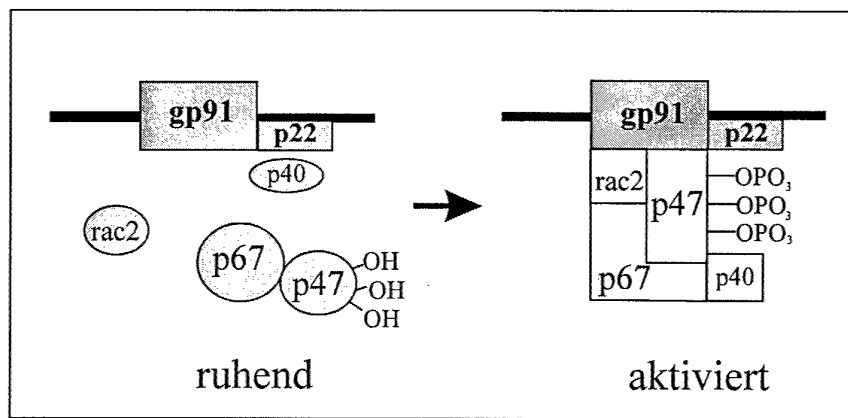 gp91
p22
p40
rac2
p67
p47
OH
OH
OH
ruhend
gp91
p22
rac2
p47
OPO₃
OPO₃
OPO₃
p67
p40
aktiviert